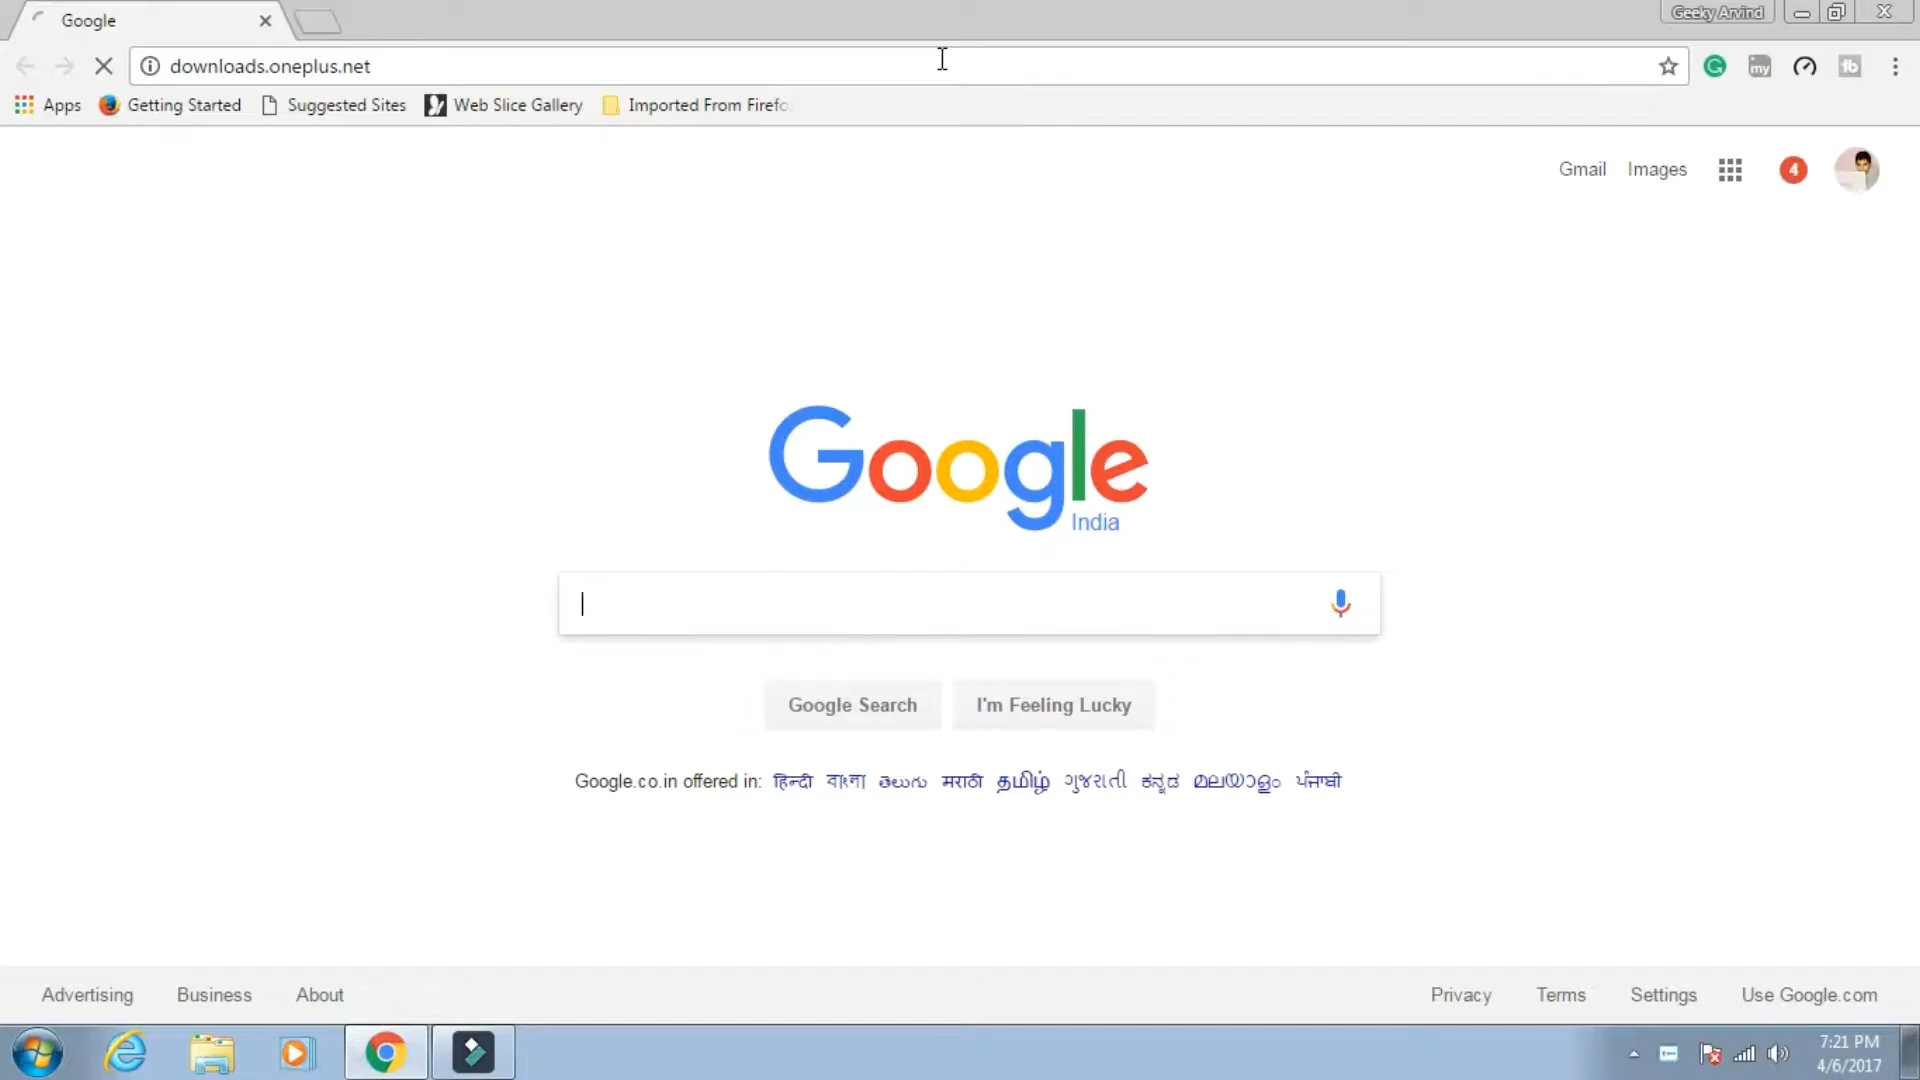 Google
Geeky Arvind
downloads.oneplus.net
my
Apps
Getting Started
Suggested Sites
Web Slice Gallery
Imported From Firefo
Gmail
Images
4
Google
India
Google Search
I'm Feeling Lucky
Google.co.in offered in: हिन्दी বাংলা తెలుగు मराठी தமிழ் ગુજરાતી ಕನ್ನಡ മലയാളം ਪੰਜਾਬੀ
Advertising
Business
About
Privacy
Terms
Settings
Use Google.com
7:21 PM
4/6/2017